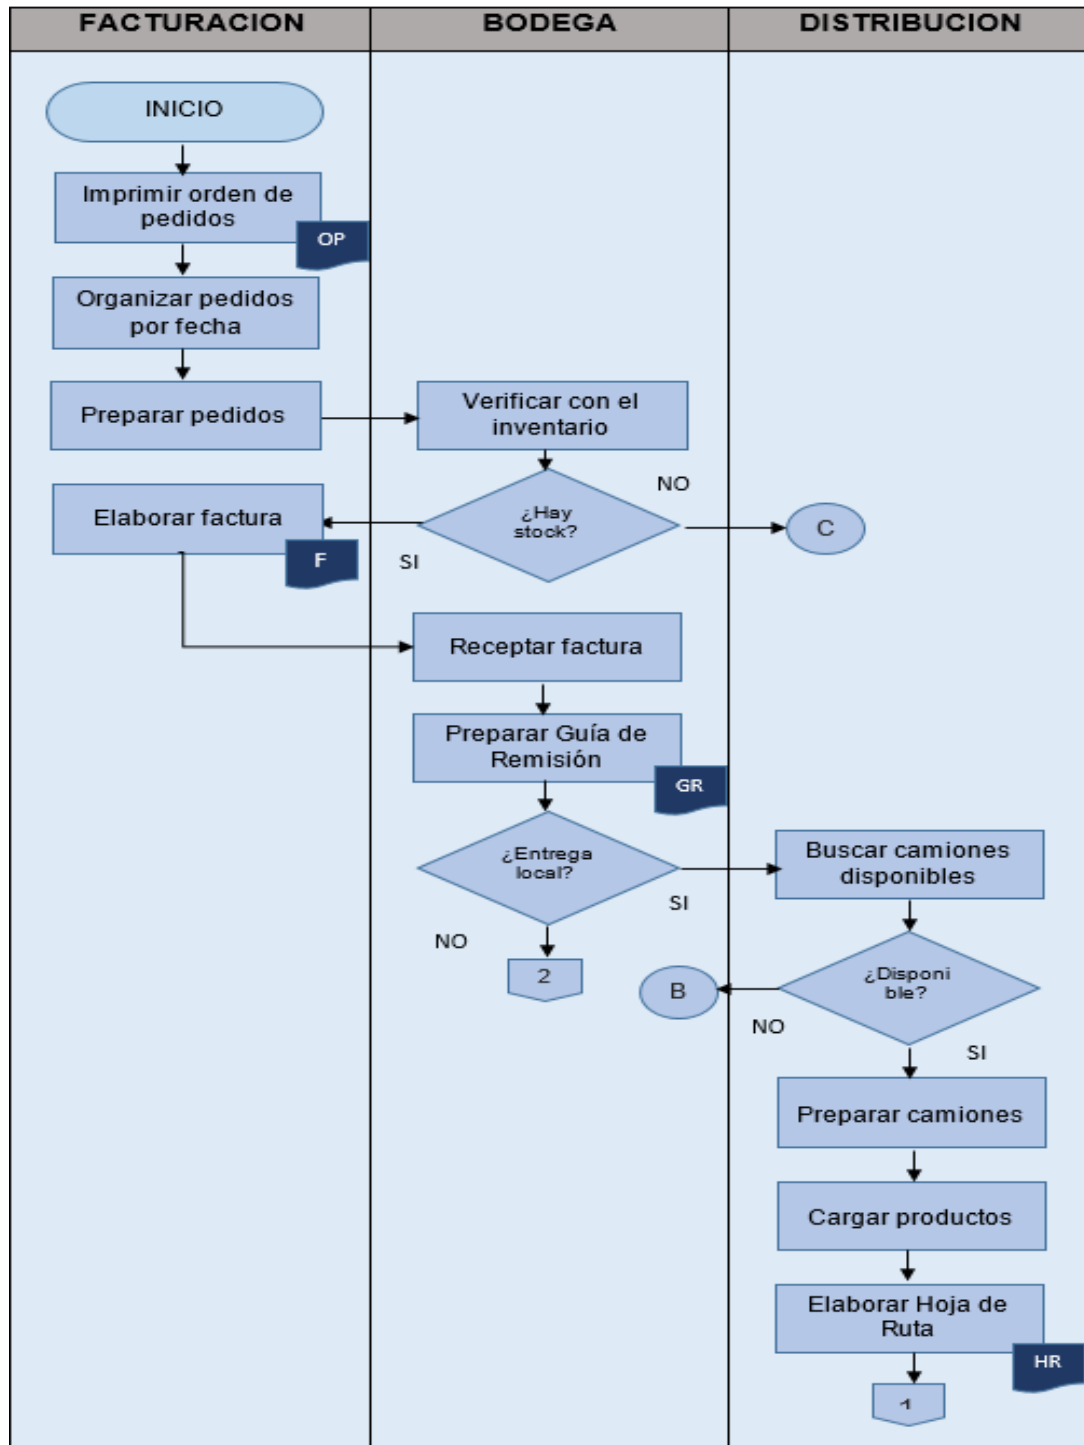 FACTURACION
BODEGA
DISTRIBUCION
INICIO
Imprimir orden de
pedidos
OP
Organizar pedidos
por fecha
Preparar pedidos
Verificar con el
inventario
NO
Elaborar factura
¿Hay
stock?
C
F
SI
Receptar factura
Preparar Guía de
Remisión
GR
¿Entrega
local?
Buscar camiones
disponibles
SI
NO
2
¿Disponi
ble?
B
NO
SI
Preparar camiones
Cargar productos
Elaborar Hoja de
Ruta
HR
1